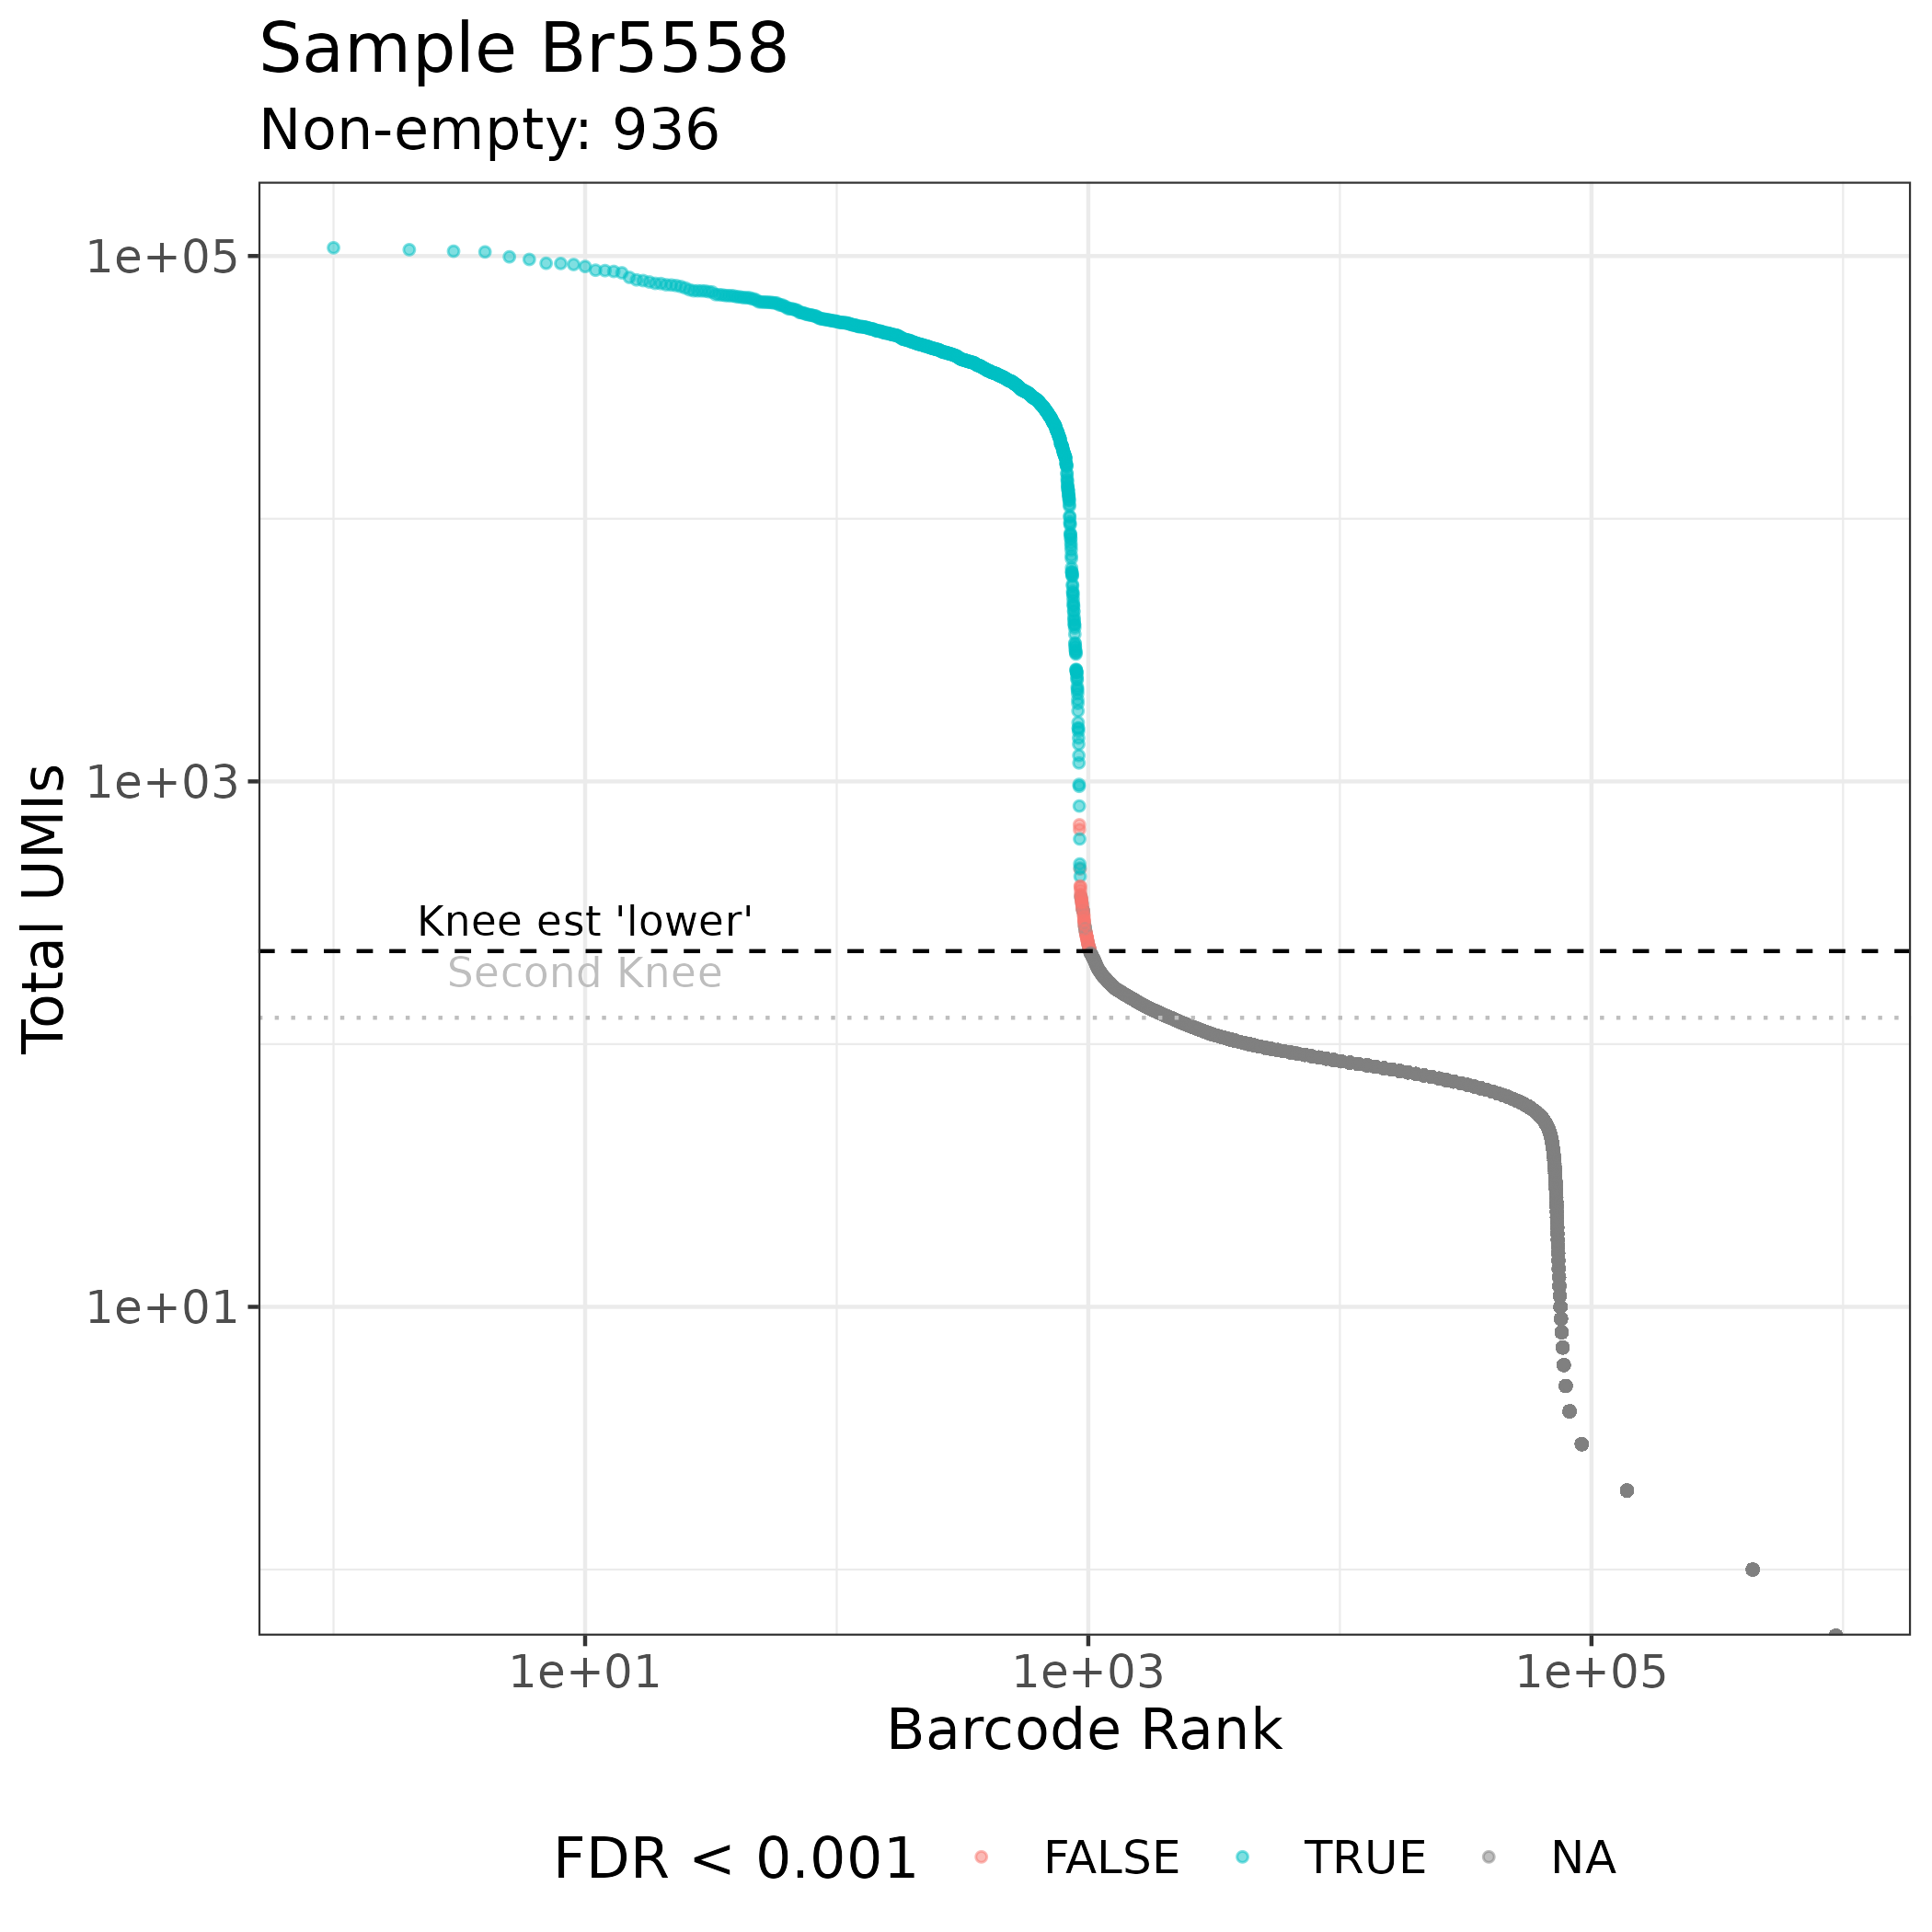 Sample Br5558
Non-empty: 936
Total UMIs
1e+05
1e+03
1e+01
Knee est 'lower'
Second Knee
1e+01 1e+03 1e+05
Barcode Rank
FDR < 0.001 FALSE TRUE NA